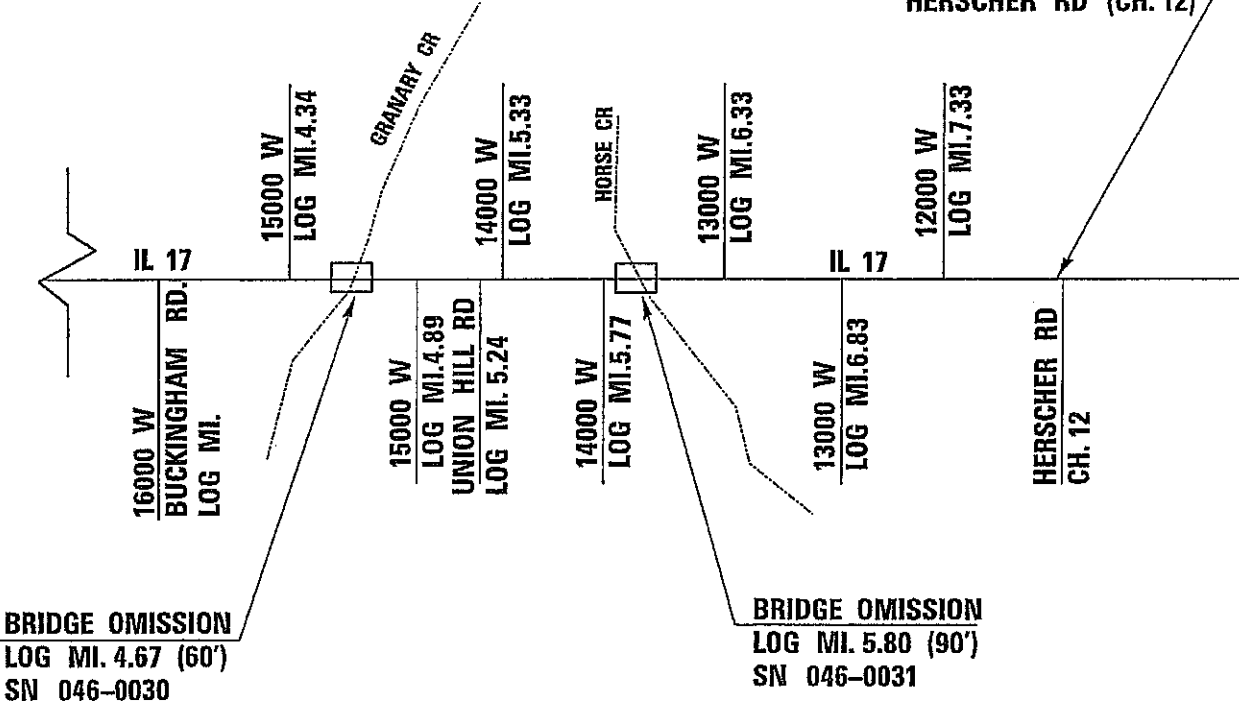 HERSCHER RD (CH. 12)
GRANARY CR
15000 W
LOG MI.4.34
14000 W
LOG MI.5.33
HORSE CR
13000 W
LOG MI.6.33
12000 W
LOG MI.7.33
IL 17
IL 17
16000 W
BUCKINGHAM RD.
LOG MI.
15000 W
LOG MI.4.89
UNION HILL RD
LOG MI. 5.24
14000 W
LOG MI.5.77
13000 W
LOG MI.6.83
HERSCHER RD
CH. 12
BRIDGE OMISSION
LOG MI. 4.67 (60')
SN 046-0030
BRIDGE OMISSION
LOG MI. 5.80 (90')
SN 046-0031